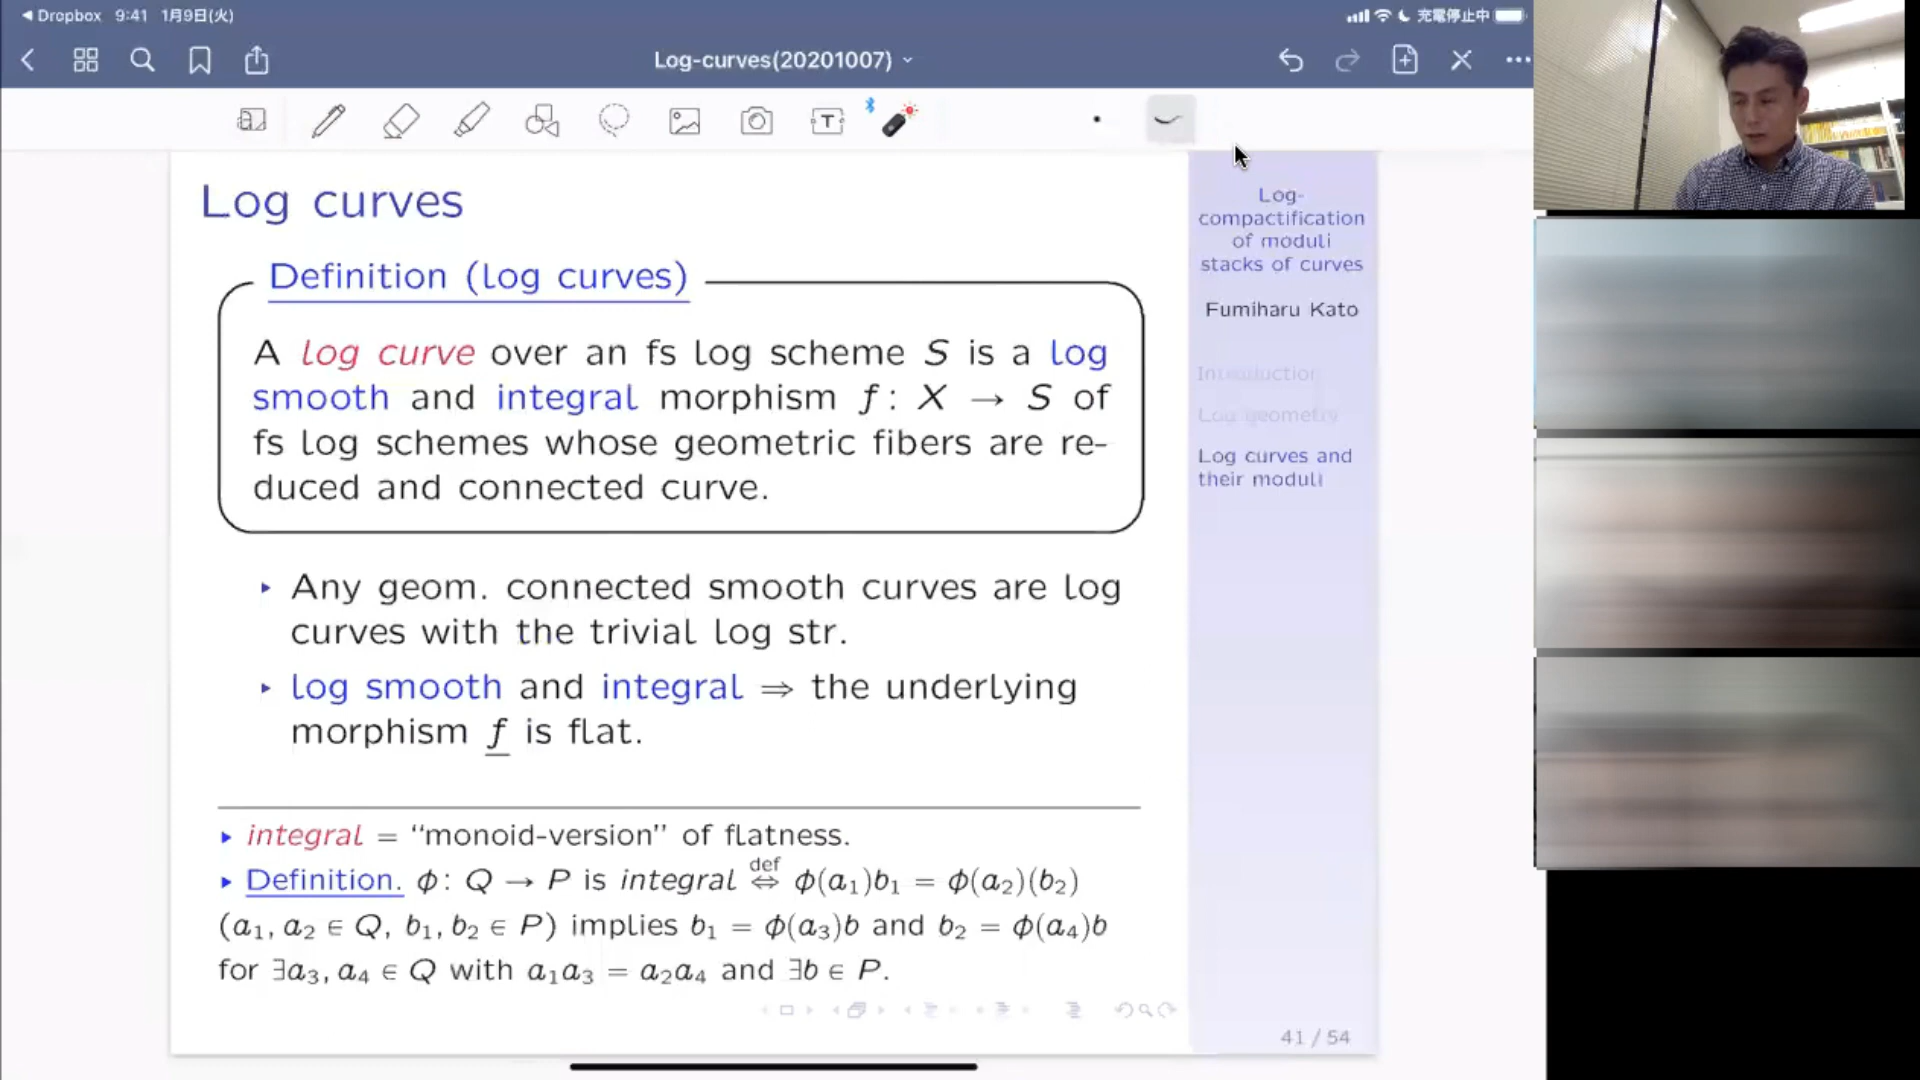 Dropbox 9:41 1月9日(火) 充電停止中
Log-curves(20201007)
Log curves
Definition (log curves)
A log curve over an fs log scheme S is a log
smooth and integral morphism f : X → S of
fs log schemes whose geometric fibers are re-
duced and connected curve.
▸ Any geom. connected smooth curves are log
curves with the trivial log str.
▸ log smooth and integral ⇒ the underlying
morphism f is flat.
▸ integral = “monoid-version” of flatness.
▸ Definition. ϕ: Q → P is integral def⇔ ϕ(a₁)b₁ = ϕ(a₂)(b₂)
(a₁, a₂ ∈ Q, b₁, b₂ ∈ P) implies b₁ = ϕ(a₃)b and b₂ = ϕ(a₄)b
for ∃a₃, a₄ ∈ Q with a₁a₃ = a₂a₄ and ∃b ∈ P.
Log-
compactification
of moduli
stacks of curves
Fumiharu Kato
Introduction
Log geometry
Log curves and
their moduli
41 / 54